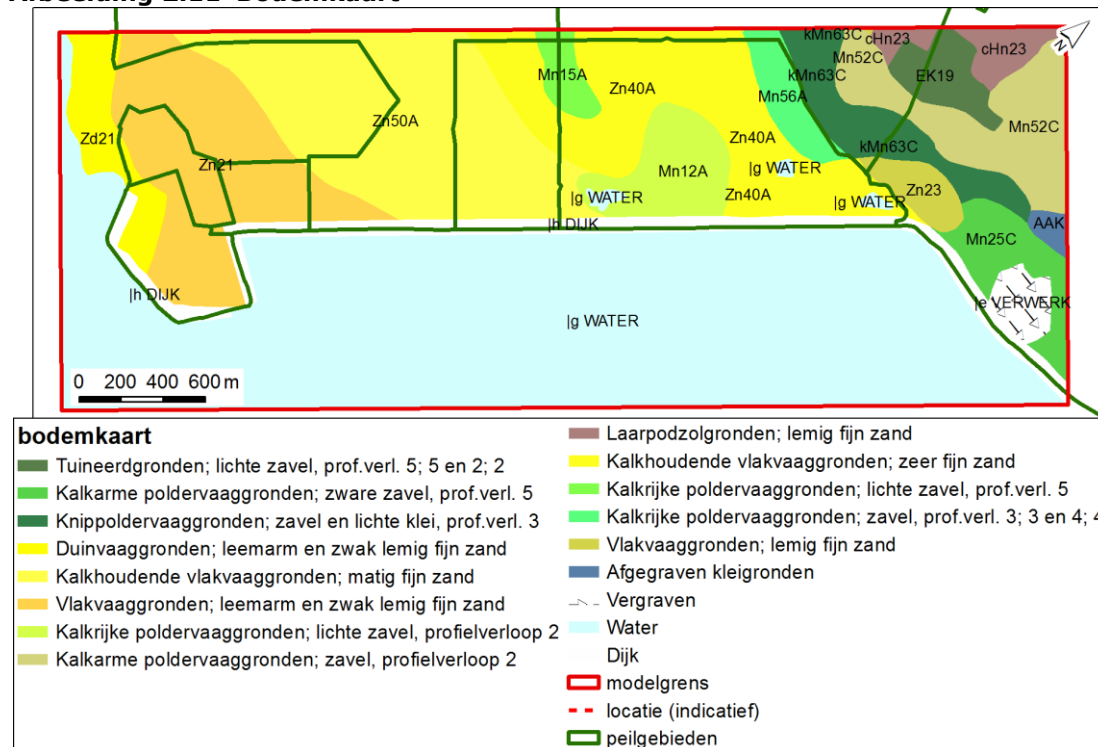 kMn63C
cHn23
Mn52C
cHn23
kMn63C
EK19
Mn15A
Zn40A
Mn56A
N
Zn50A
Mn52C
Zd21
Zn40A
kMn63C
Zn21
|g WATER
Mn12A
Zn23
|g WATER
Zn40A
|g WATER
|h DIJK
AAK
Mn25C
|h DIJK
|e VERWERK
|g WATER
0 200 400 600 m
bodemkaart
Tuineerdgronden; lichte zavel, prof.verl. 5; 5 en 2; 2
Kalkarme poldervaaggronden; zware zavel, prof.verl. 5
Knippoldervaaggronden; zavel en lichte klei, prof.verl. 3
Duinvaaggronden; leemarm en zwak lemig fijn zand
Kalkhoudende vlakvaaggronden; matig fijn zand
Vlakvaaggronden; leemarm en zwak lemig fijn zand
Kalkrijke poldervaaggronden; lichte zavel, profielverloop 2
Kalkarme poldervaaggronden; zavel, profielverloop 2
Laarpodzolgronden; lemig fijn zand
Kalkhoudende vlakvaaggronden; zeer fijn zand
Kalkrijke poldervaaggronden; lichte zavel, prof.verl. 5
Kalkrijke poldervaaggronden; zavel, prof.verl. 3; 3 en 4; 4
Vlakvaaggronden; lemig fijn zand
Afgegraven kleigronden
Vergraven
Water
Dijk
modelgrens
locatie (indicatief)
peilgebieden